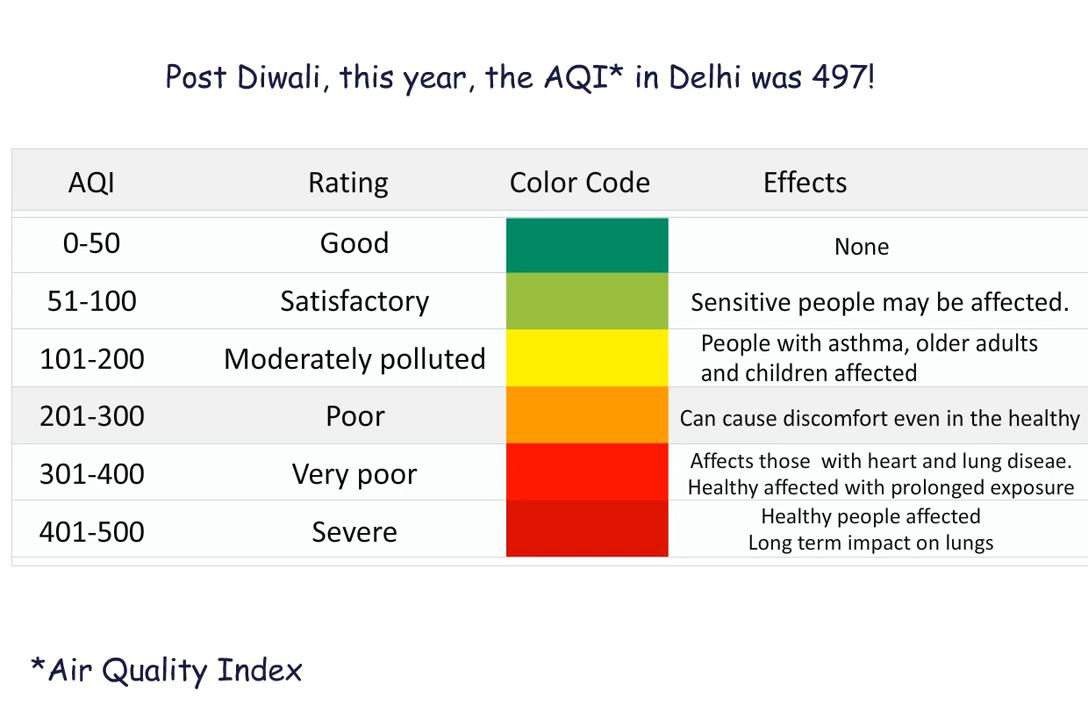 Post Diwali, this year, the AQI* in Delhi was 497!
AQI Rating Color Code Effects
0-50 Good None
51-100 Satisfactory Sensitive people may be affected.
101-200 Moderately polluted People with asthma, older adults
and children affected
201-300 Poor Can cause discomfort even in the healthy
301-400 Very poor Affects those with heart and lung diseae.
Healthy affected with prolonged exposure
401-500 Severe Healthy people affected
Long term impact on lungs
*Air Quality Index